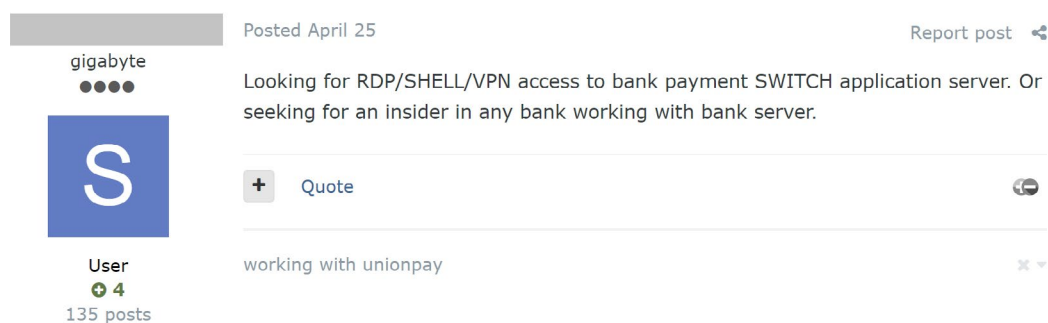 Posted April 25
Report post
gigabyte
Looking for RDP/SHELL/VPN access to bank payment SWITCH application server. Or
seeking for an insider in any bank working with bank server.
S
+ Quote
User
4
135 posts
working with unionpay